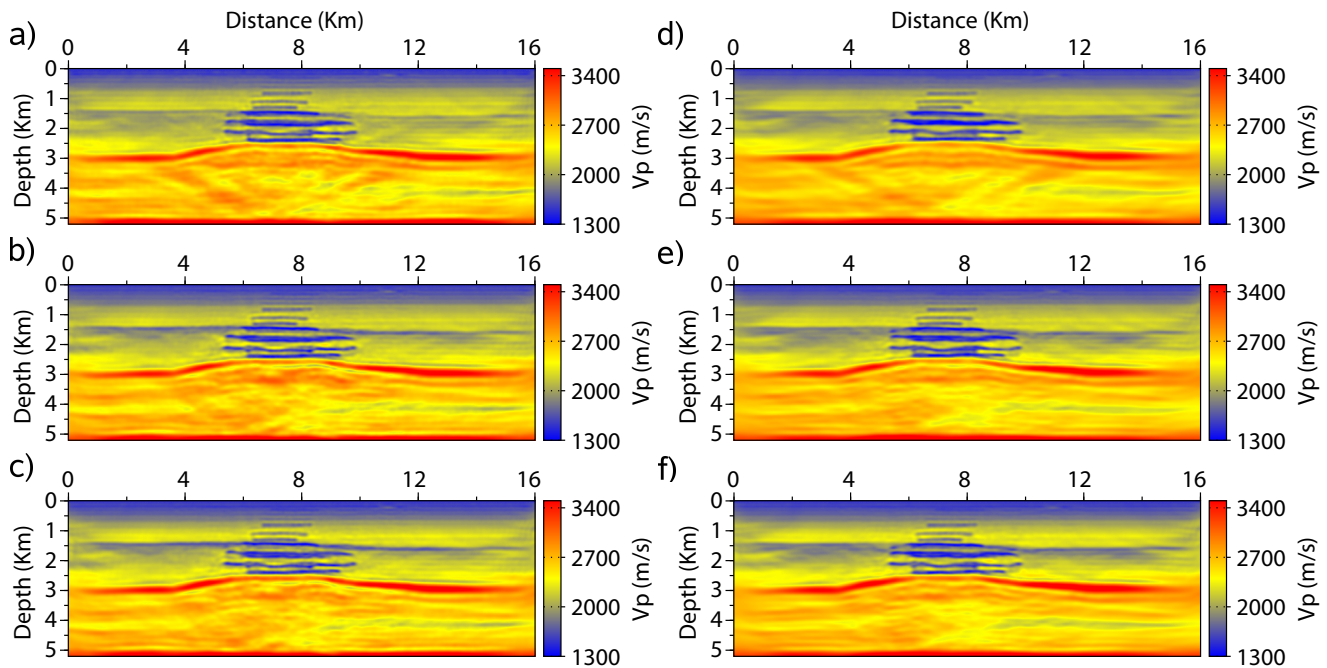 Distance (Km) Distance (Km)
a) 0 4 8 12 16 d) 0 4 8 12 16
0 3400 0 3400
1 1
2 2700 2 2700
3 3
4 2000 4 2000
5 1300 5 1300
Depth (Km) Vp (m/s) Depth (Km) Vp (m/s)
b) 0 4 8 12 16 e) 0 4 8 12 16
0 3400 0 3400
1 1
2 2700 2 2700
3 3
4 2000 4 2000
5 1300 5 1300
Depth (Km) Vp (m/s) Depth (Km) Vp (m/s)
c) 0 4 8 12 16 f) 0 4 8 12 16
0 3400 0 3400
1 1
2 2700 2 2700
3 3
4 2000 4 2000
5 1300 5 1300
Depth (Km) Vp (m/s) Depth (Km) Vp (m/s)